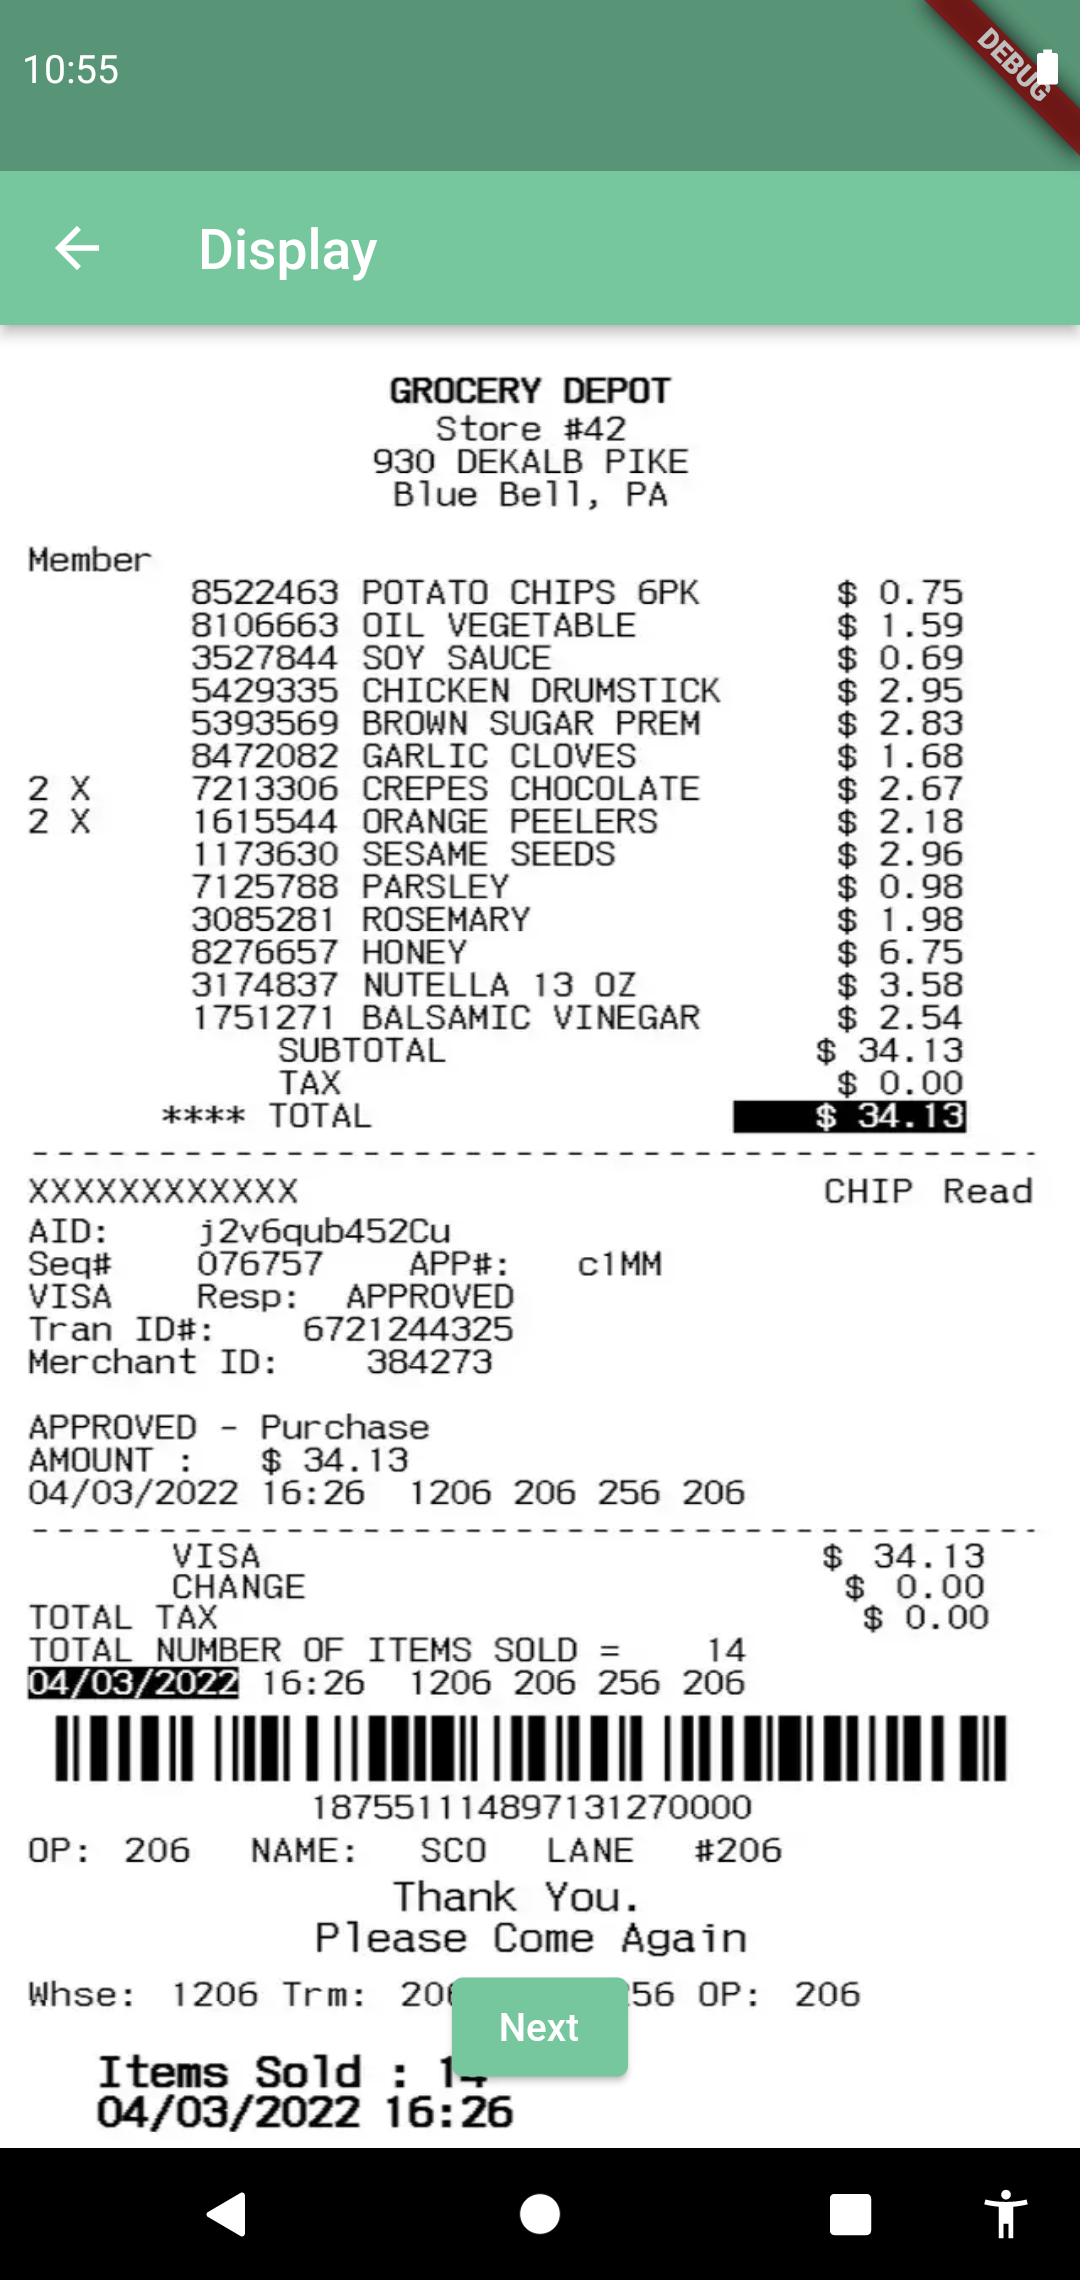 10:55
DEBUG
Display
GROCERY DEPOT
Store #42
930 DEKALB PIKE
Blue Bell, PA
Member
8522463 POTATO CHIPS 6PK $ 0.75
8106663 OIL VEGETABLE $ 1.59
3527844 SOY SAUCE $ 0.69
5429335 CHICKEN DRUMSTICK $ 2.95
5393569 BROWN SUGAR PREM $ 2.83
8472082 GARLIC CLOVES $ 1.68
2 X 7213306 CREPES CHOCOLATE $ 2.67
2 X 1615544 ORANGE PEELERS $ 2.18
1173630 SESAME SEEDS $ 2.96
7125788 PARSLEY $ 0.98
3085281 ROSEMARY $ 1.98
8276657 HONEY $ 6.75
3174837 NUTELLA 13 OZ $ 3.58
1751271 BALSAMIC VINEGAR $ 2.54
SUBTOTAL $ 34.13
TAX $ 0.00
**** TOTAL $ 34.13
XXXXXXXXXXXX CHIP Read
AID: j2v6qub452Cu
Seq# 076757 APP#: c1MM
VISA Resp: APPROVED
Tran ID#: 6721244325
Merchant ID: 384273
APPROVED - Purchase
AMOUNT : $ 34.13
04/03/2022 16:26 1206 206 256 206
VISA $ 34.13
CHANGE $ 0.00
TOTAL TAX $ 0.00
TOTAL NUMBER OF ITEMS SOLD = 14
04/03/2022 16:26 1206 206 256 206
187551114897131270000
OP: 206 NAME: SCO LANE #206
Thank You.
Please Come Again
Whse: 1206 Trm: OP: 206
Next
Items Sold : 14
04/03/2022 16:26